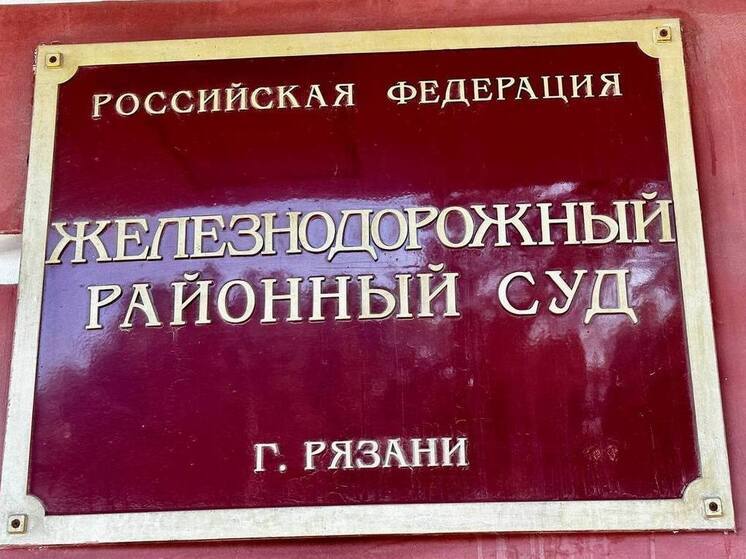 РОССИЙСКАЯ ФЕДЕРАЦИЯ
ЖЕЛЕЗНОДОРОЖНЫЙ
РАЙОННЫЙ СУД
Г. РЯЗАНИ